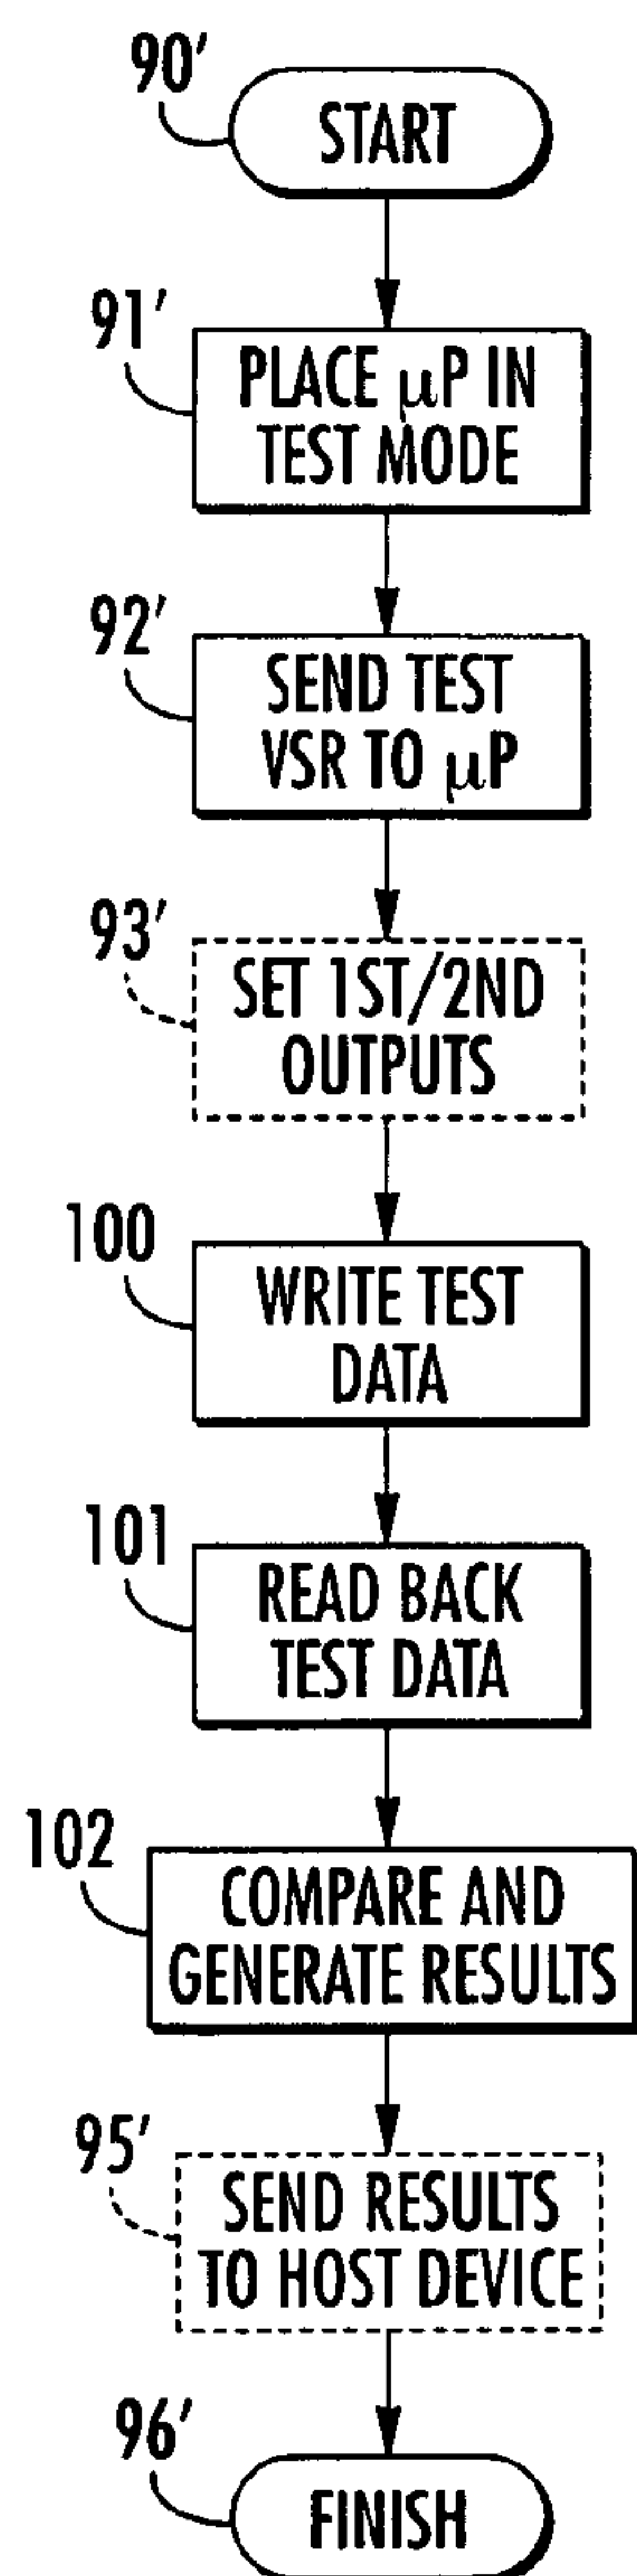 90'
START
91'
PLACE μP IN
TEST MODE
92'
SEND TEST
VSR TO μP
93'
SET 1ST/2ND
OUTPUTS
100
WRITE TEST
DATA
101
READ BACK
TEST DATA
102
COMPARE AND
GENERATE RESULTS
95'
SEND RESULTS
TO HOST DEVICE
96'
FINISH